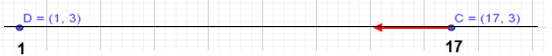 D = (1, 3)
C = (17, 3)
1
17